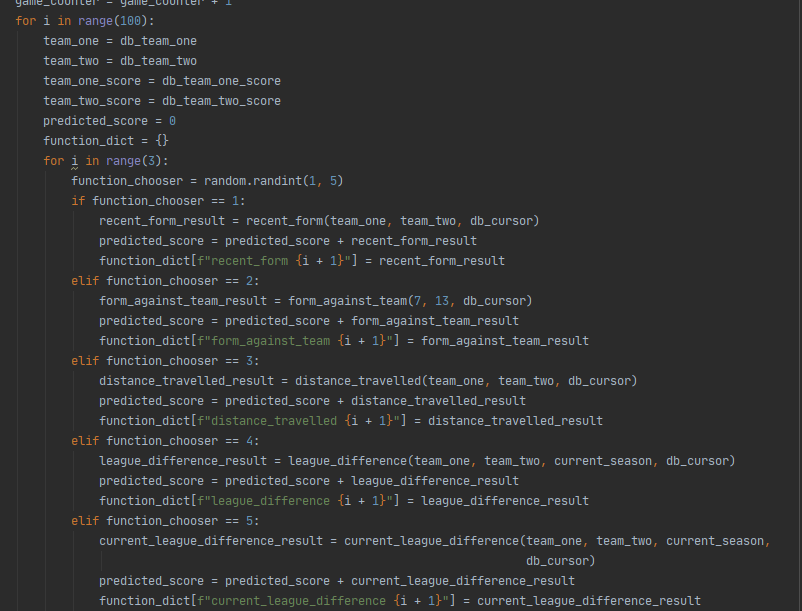 game_counter = game_counter + 1
for i in range(100):
    team_one = db_team_one
    team_two = db_team_two
    team_one_score = db_team_one_score
    team_two_score = db_team_two_score
    predicted_score = 0
    function_dict = {}
    for i in range(3):
        function_chooser = random.randint(1, 5)
        if function_chooser == 1:
            recent_form_result = recent_form(team_one, team_two, db_cursor)
            predicted_score = predicted_score + recent_form_result
            function_dict[f"recent_form {i + 1}"] = recent_form_result
        elif function_chooser == 2:
            form_against_team_result = form_against_team(7, 13, db_cursor)
            predicted_score = predicted_score + form_against_team_result
            function_dict[f"form_against_team {i + 1}"] = form_against_team_result
        elif function_chooser == 3:
            distance_travelled_result = distance_travelled(team_one, team_two, db_cursor)
            predicted_score = predicted_score + distance_travelled_result
            function_dict[f"distance_travelled {i + 1}"] = distance_travelled_result
        elif function_chooser == 4:
            league_difference_result = league_difference(team_one, team_two, current_season, db_cursor)
            predicted_score = predicted_score + league_difference_result
            function_dict[f"league_difference {i + 1}"] = league_difference_result
        elif function_chooser == 5:
            current_league_difference_result = current_league_difference(team_one, team_two, current_season,
                                                                         db_cursor)
            predicted_score = predicted_score + current_league_difference_result
            function_dict[f"current_league_difference {i + 1}"] = current_league_difference_result